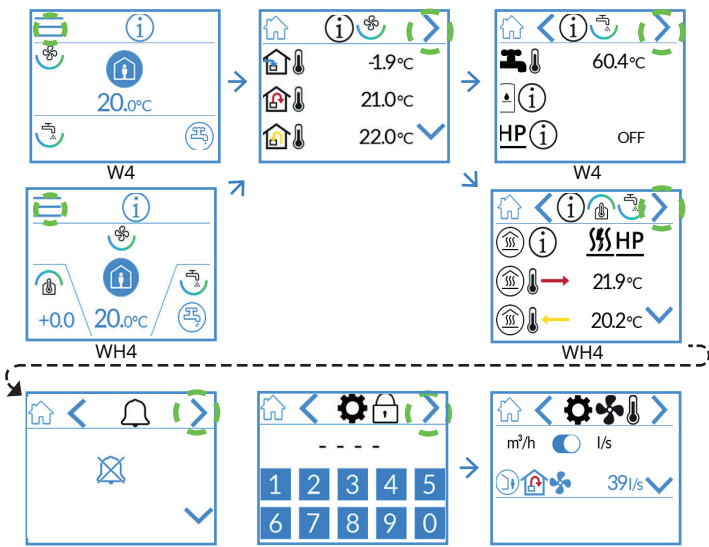 i
20.0°C
W4
i
-1.9°C
21.0°C
22.0°C
i
60.4°C
i
HP i OFF
W4
i
+0.0 20.0°C
WH4
i
i HP
21.9°C
20.2°C
WH4
- - - -
1 2 3 4 5
6 7 8 9 0
m³/h l/s
39 l/s